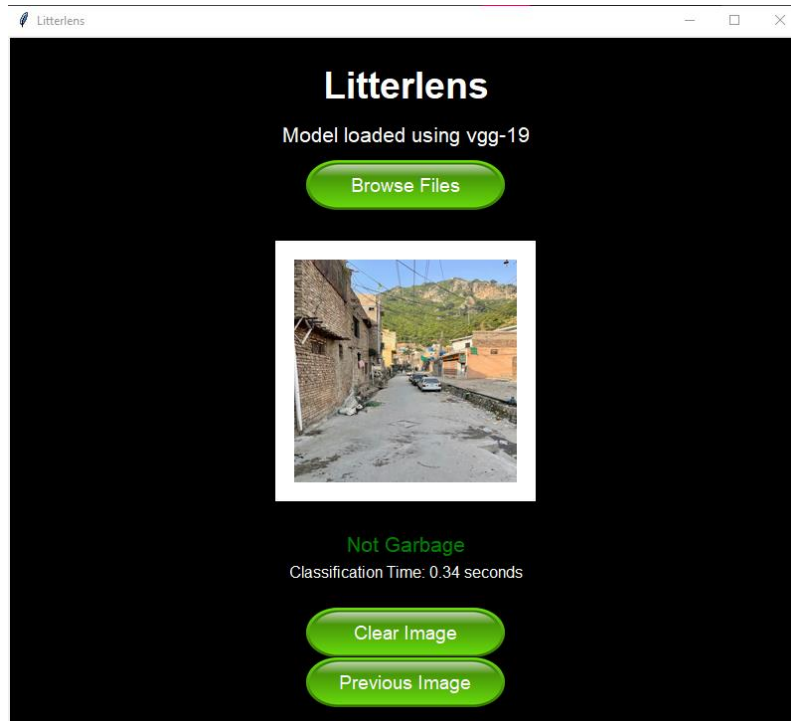 Litterlens
Litterlens
Model loaded using vgg-19
Browse Files
Not Garbage
Classification Time: 0.34 seconds
Clear Image
Previous Image